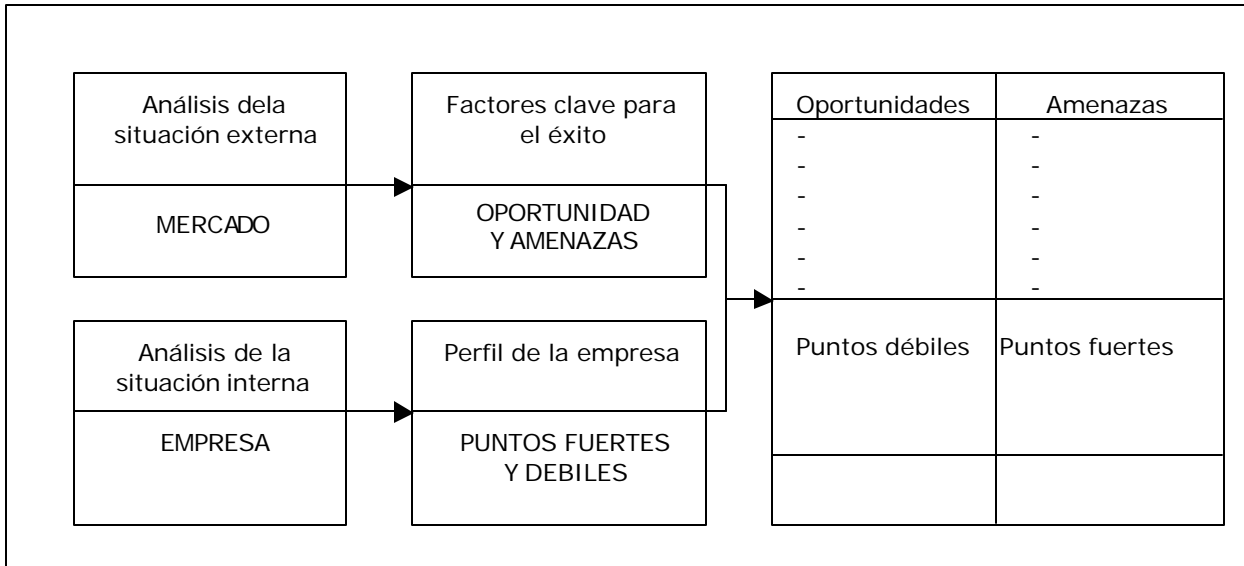 Análisis dela
situación externa
MERCADO
Factores clave para
el éxito
OPORTUNIDAD
Y AMENAZAS
Análisis de la
situación interna
EMPRESA
Perfil de la empresa
PUNTOS FUERTES
Y DEBILES
Oportunidades Amenazas
- -
- -
- -
- -
- -
- -
Puntos débiles Puntos fuertes